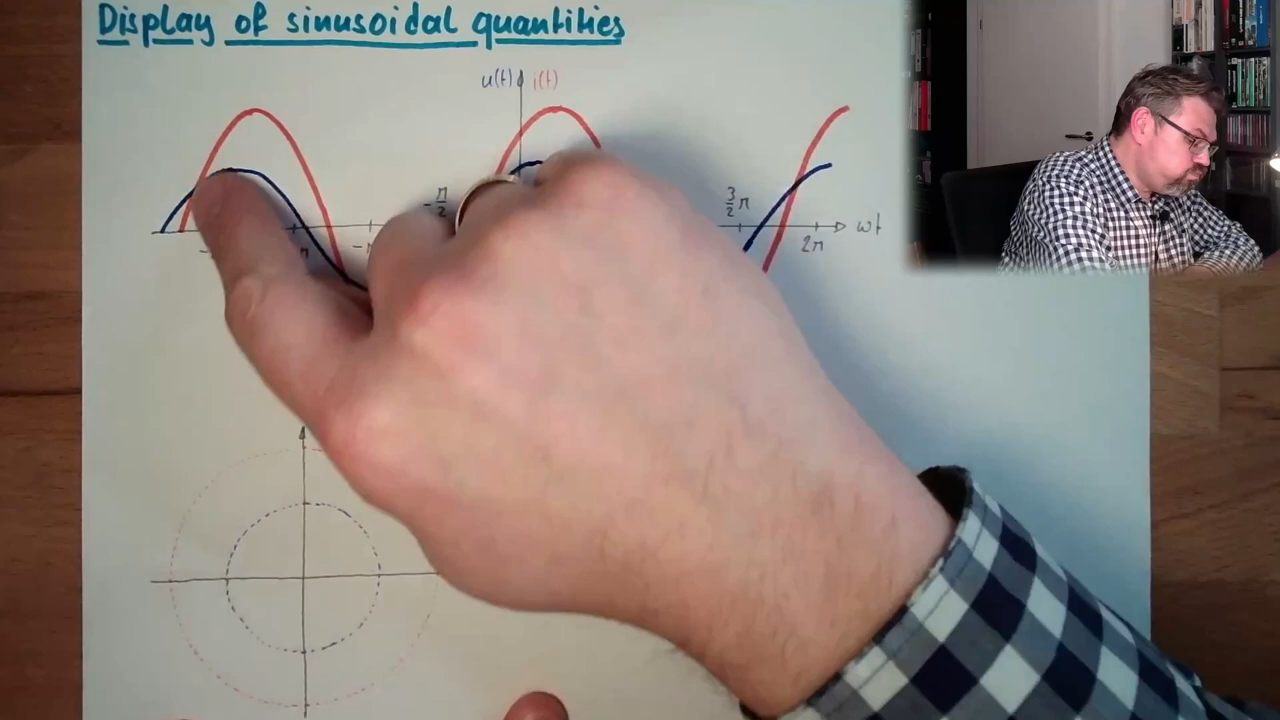 Display of sinusoidal quantities
u(t) i(t)
-π/2
3/2 π
2π
ωt